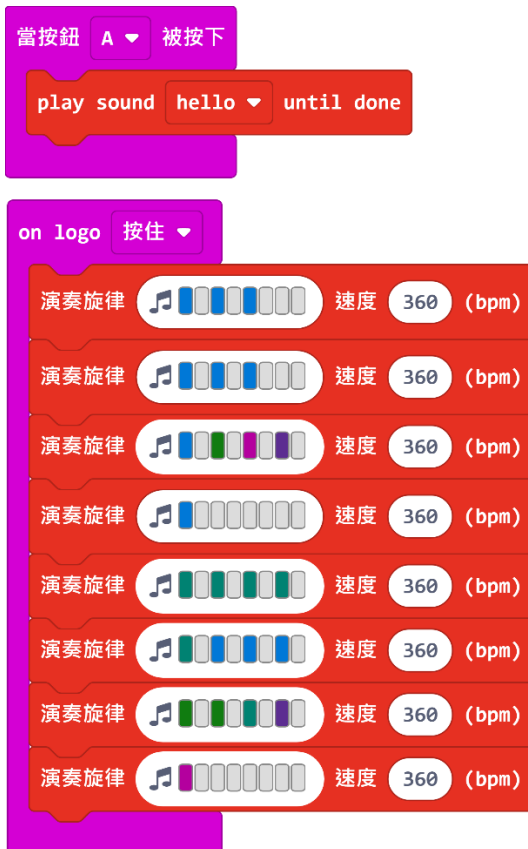 當按鈕 A 被按下
play sound hello until done
on logo 按住
演奏旋律 速度 360 (bpm)
演奏旋律 速度 360 (bpm)
演奏旋律 速度 360 (bpm)
演奏旋律 速度 360 (bpm)
演奏旋律 速度 360 (bpm)
演奏旋律 速度 360 (bpm)
演奏旋律 速度 360 (bpm)
演奏旋律 速度 360 (bpm)